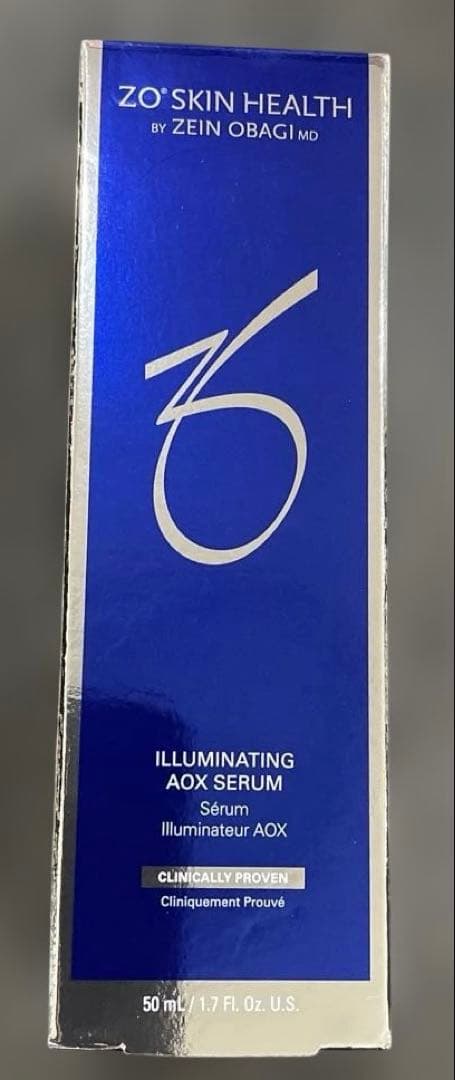 ZO® SKIN HEALTH
BY ZEIN OBAGI MD
ILLUMINATING
AOX SERUM
Sérum
Illuminateur AOX
CLINICALLY PROVEN
Cliniquement Prouvé
50 mL / 1.7 Fl. Oz. U.S.